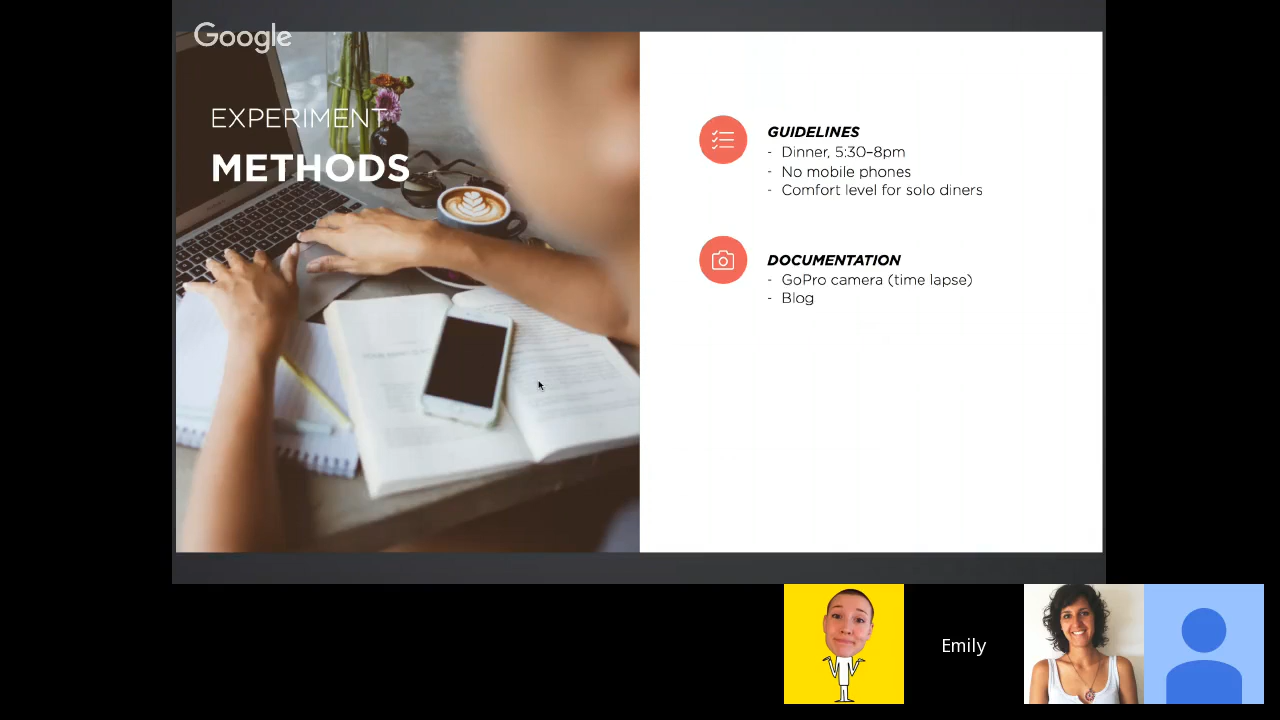 Google
EXPERIMENT
METHODS
GUIDELINES
- Dinner, 5:30–8pm
- No mobile phones
- Comfort level for solo diners
DOCUMENTATION
- GoPro camera (time lapse)
- Blog
Emily